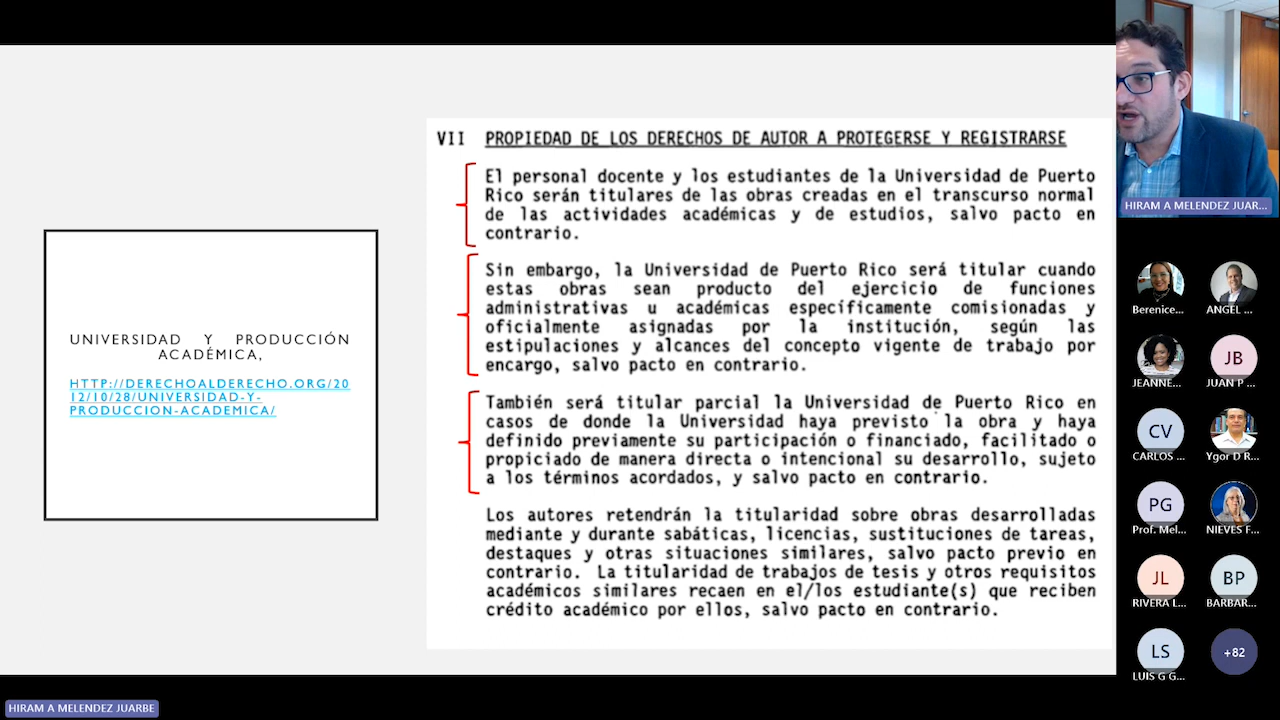 UNIVERSIDAD Y PRODUCCIÓN
ACADÉMICA,
HTTP://DERECHOALDERECHO.ORG/20
12/10/28/UNIVERSIDAD-Y-
PRODUCCION-ACADEMICA/
VII PROPIEDAD DE LOS DERECHOS DE AUTOR A PROTEGERSE Y REGISTRARSE
El personal docente y los estudiantes de la Universidad de Puerto
Rico serán titulares de las obras creadas en el transcurso normal
de las actividades académicas y de estudios, salvo pacto en
contrario.
Sin embargo, la Universidad de Puerto Rico será titular cuando
estas obras sean producto del ejercicio de funciones
administrativas u académicas específicamente comisionadas y
oficialmente asignadas por la institución, según las
estipulaciones y alcances del concepto vigente de trabajo por
encargo, salvo pacto en contrario.
También será titular parcial la Universidad de Puerto Rico en
casos de donde la Universidad haya previsto la obra y haya
definido previamente su participación o financiado, facilitado o
propiciado de manera directa o intencional su desarrollo, sujeto
a los términos acordados, y salvo pacto en contrario.
Los autores retendrán la titularidad sobre obras desarrolladas
mediante y durante sabáticas, licencias, sustituciones de tareas,
destaques y otras situaciones similares, salvo pacto previo en
contrario. La titularidad de trabajos de tesis y otros requisitos
académicos similares recaen en el/los estudiante(s) que reciben
crédito académico por ellos, salvo pacto en contrario.
HIRAM A MELENDEZ JUAR...
Berenice...
ANGEL ...
JEANNE...
JB
JUAN P ...
CV
CARLOS ...
Ygor D R...
PG
Prof. Mel...
NIEVES F...
JL
RIVERA L...
BP
BARBAR...
LS
LUIS G G...
+82
HIRAM A MELENDEZ JUARBE